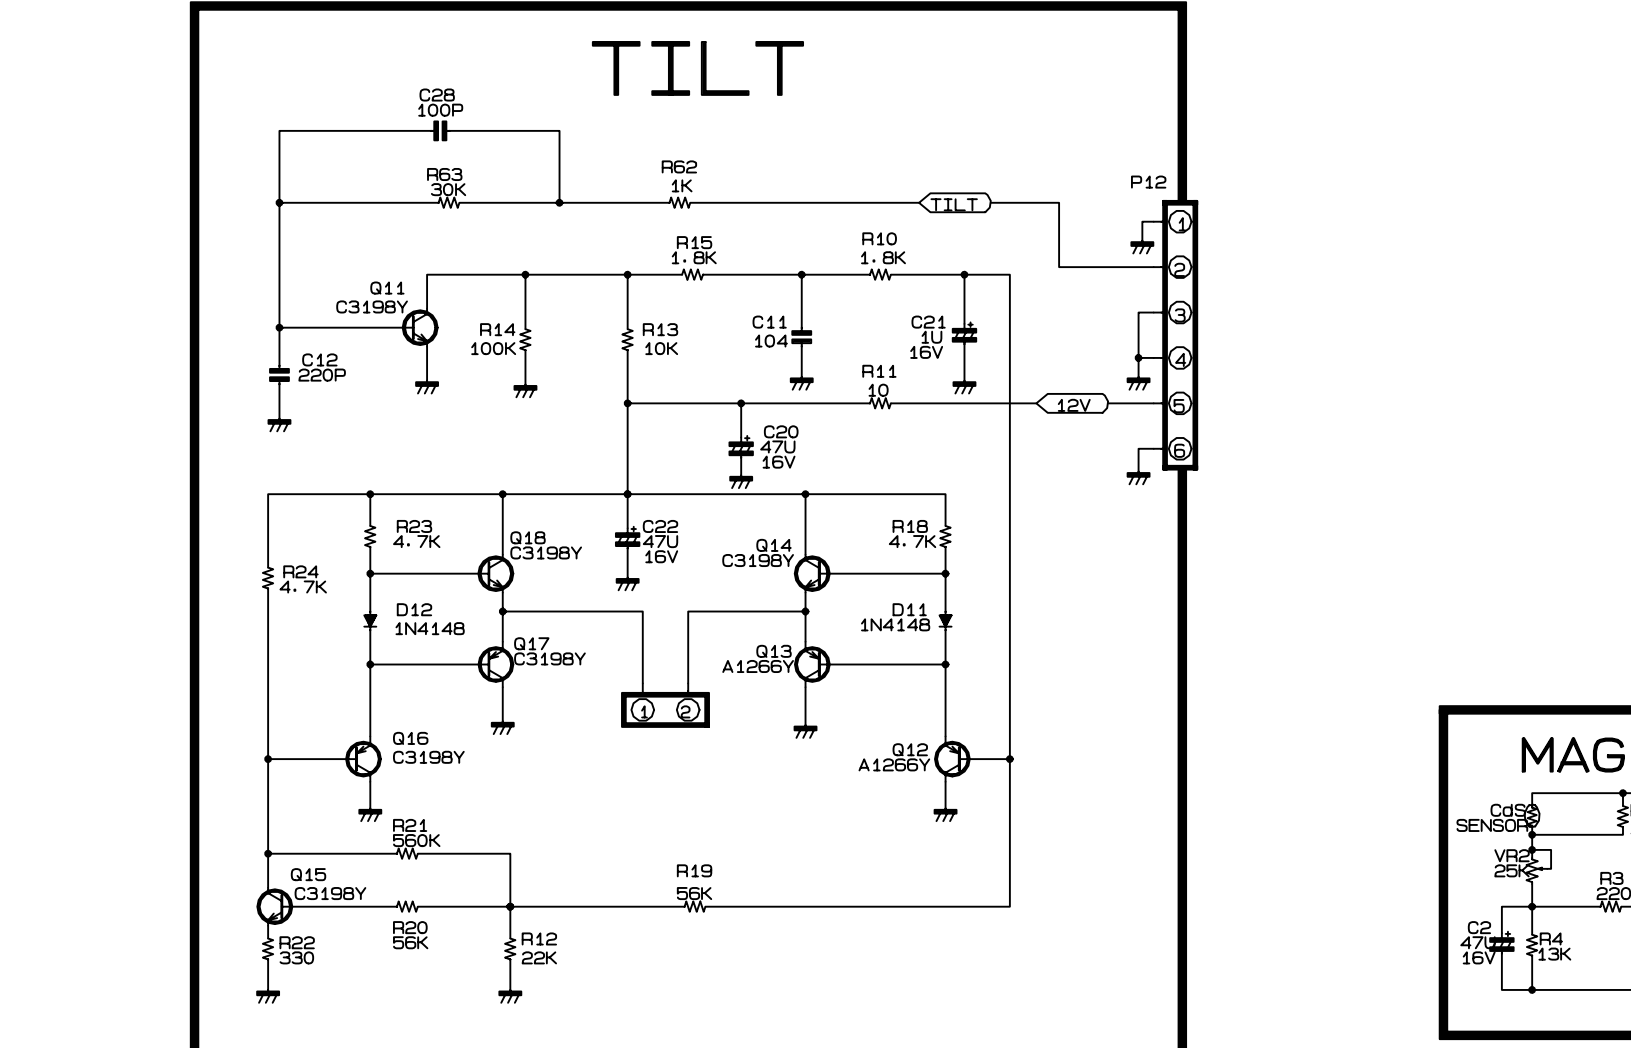 TILT
C28
100P
R63
30K
R62
1K
TILT
P12
1
2
3
4
5
6
R15
1.8K
R10
1.8K
Q11
C3198Y
R14
100K
R13
10K
C11
104
C21
1U
16V
C12
220P
R11
10
12V
C20
47U
16V
R23
4.7K
Q18
C3198Y
C22
47U
16V
Q14
C3198Y
R18
4.7K
R24
4.7K
D12
1N4148
D11
1N4148
Q17
C3198Y
Q13
A1266Y
1
2
Q16
C3198Y
Q12
A1266Y
R21
560K
Q15
C3198Y
R19
56K
R20
56K
R22
330
R12
22K
MAG
CdS
SENSOR
VR2
25K
R3
220
C2
47U
16V
R4
13K